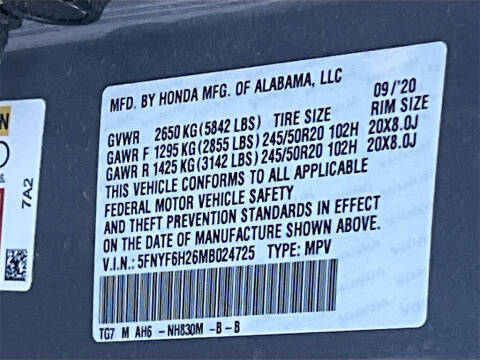 MFD. BY HONDA MFG. OF ALABAMA, LLC
09/'20
GVWR 2650 KG (5842 LBS) TIRE SIZE RIM SIZE
GAWR F 1295 KG (2855 LBS) 245/50R20 102H 20X8.0J
GAWR R 1425 KG (3142 LBS) 245/50R20 102H 20X8.0J
THIS VEHICLE CONFORMS TO ALL APPLICABLE
FEDERAL MOTOR VEHICLE SAFETY
AND THEFT PREVENTION STANDARDS IN EFFECT
ON THE DATE OF MANUFACTURE SHOWN ABOVE.
V.I.N.: 5FNYF6H26MB024725 TYPE: MPV
TG7 M AH6 -NH830M -B -B
7A2